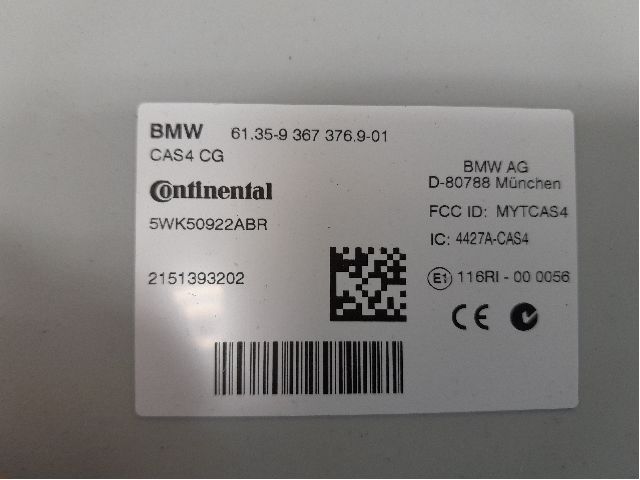 BMW 61.35-9 367 376.9-01
CAS4 CG
Continental
5WK50922ABR
2151393202
BMW AG
D-80788 München
FCC ID: MYTCAS4
IC: 4427A-CAS4
E1 116RI - 00 0056
CE